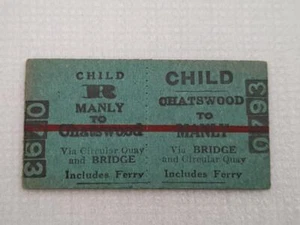 CHILD
R
MANLY
TO
Chatswood
Via Circular Quay
and BRIDGE
Includes Ferry
CHILD
CHATSWOOD
TO
MANLY
Via Circular Quay
and BRIDGE
Includes Ferry
0793
0793